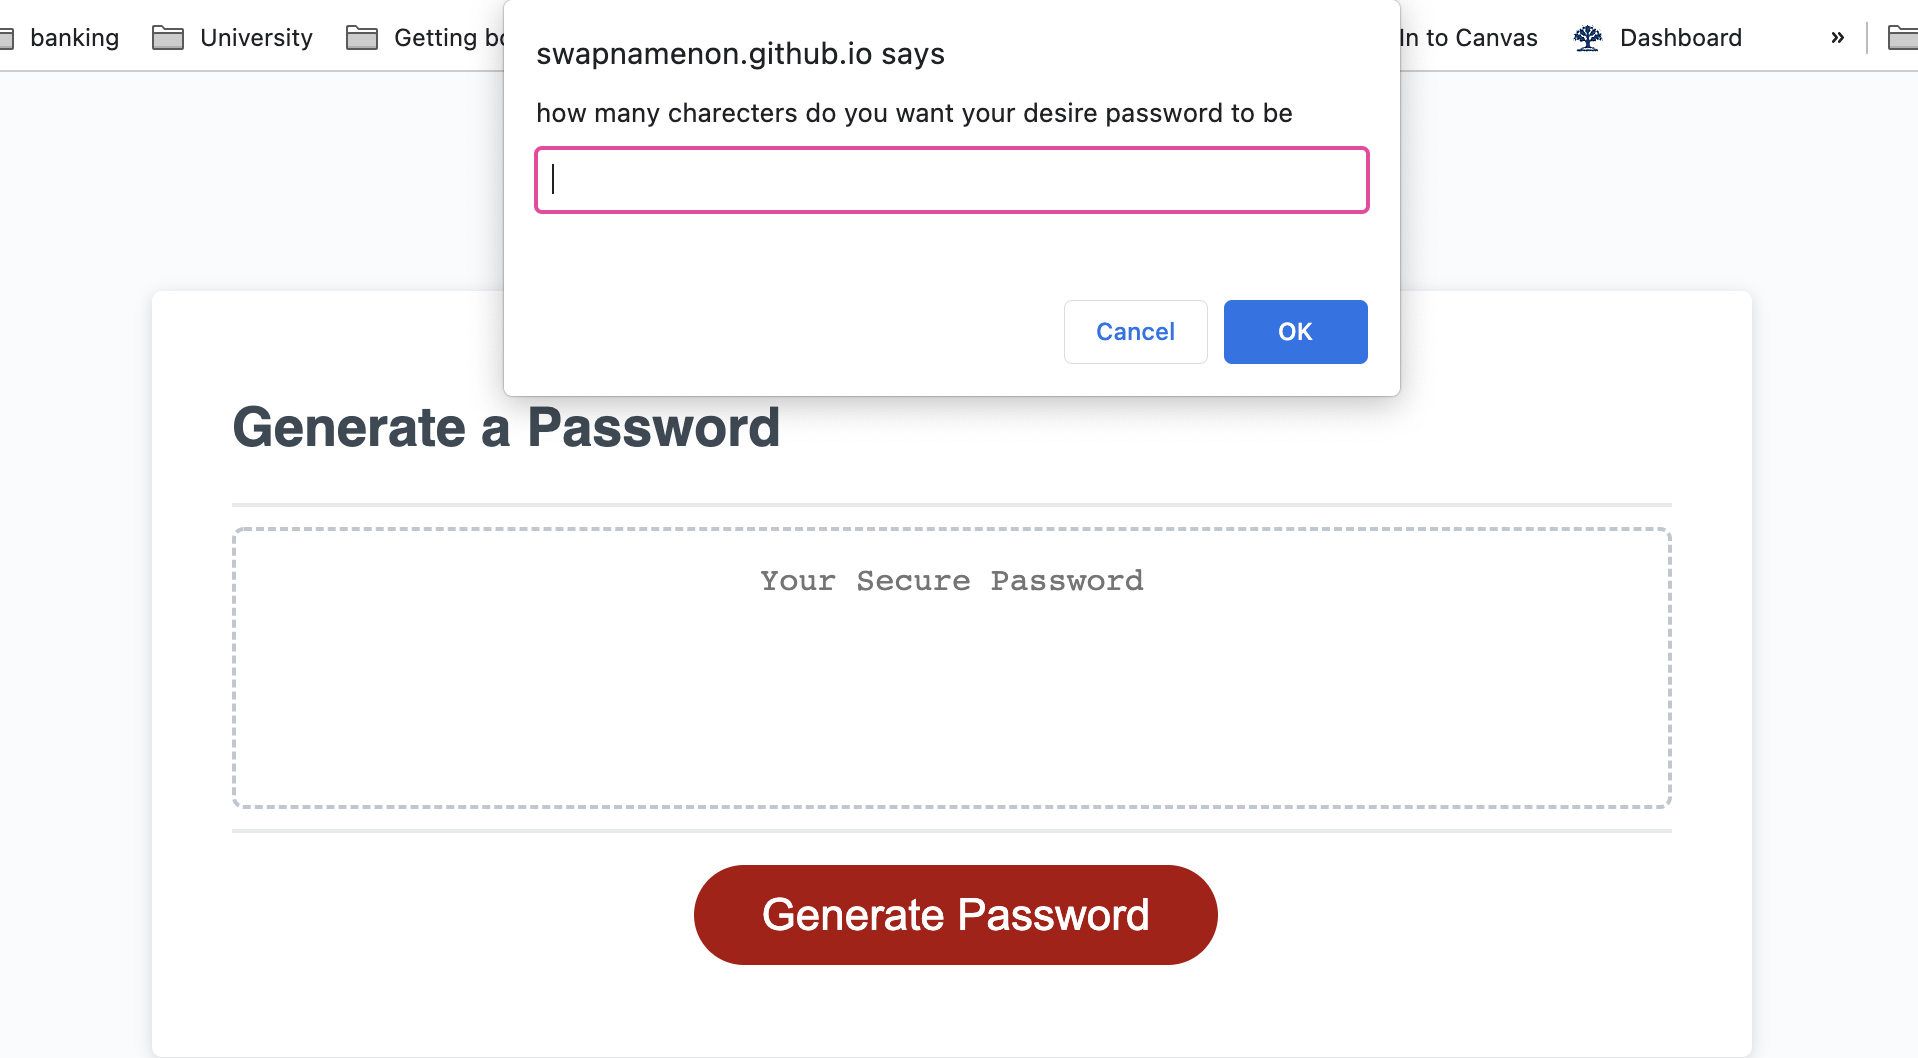 banking University Getting bo In to Canvas Dashboard »
swapnamenon.github.io says
how many charecters do you want your desire password to be
Cancel OK
Generate a Password
Your Secure Password
Generate Password